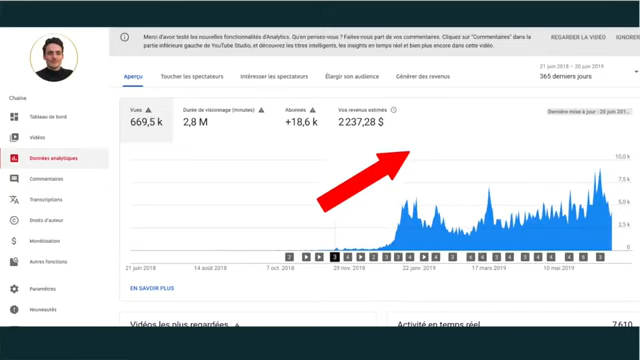 Merci d'avoir testé les nouvelles fonctionnalités d'Analytics. Qu'en pensez-vous ? Faites-nous part de vos commentaires. Cliquez sur "Commentaires" dans la
partie inférieure gauche de YouTube Studio, et découvrez les titres intelligents, les insights en temps réel et bien plus encore dans cette vidéo.
REGARDER LA VIDÉO IGNORER
21 juin 2018 – 20 juin 2019
365 derniers jours
Aperçu Toucher les spectateurs Intéresser les spectateurs Élargir son audience Générer des revenus
Chaîne
Tableau de bord
Vidéos
Données analytiques
Commentaires
Transcriptions
Droits d'auteur
Monétisation
Autres fonctions
Paramètres
Nouveautés
Vues
669,5 k
Durée de visionnage (minutes)
2,8 M
Abonnés
+18,6 k
Vos revenus estimés
2 237,28 $
Dernière mise à jour : 20 juin 201...
10,0 k
7,5 k
5,0 k
2,5 k
0
21 juin 2018 14 août 2018 7 oct. 2018 29 nov. 2018 22 janv. 2019 17 mars 2019 10 mai 2019
EN SAVOIR PLUS
Vidéos les plus regardées
Activité en temps réel
7 610